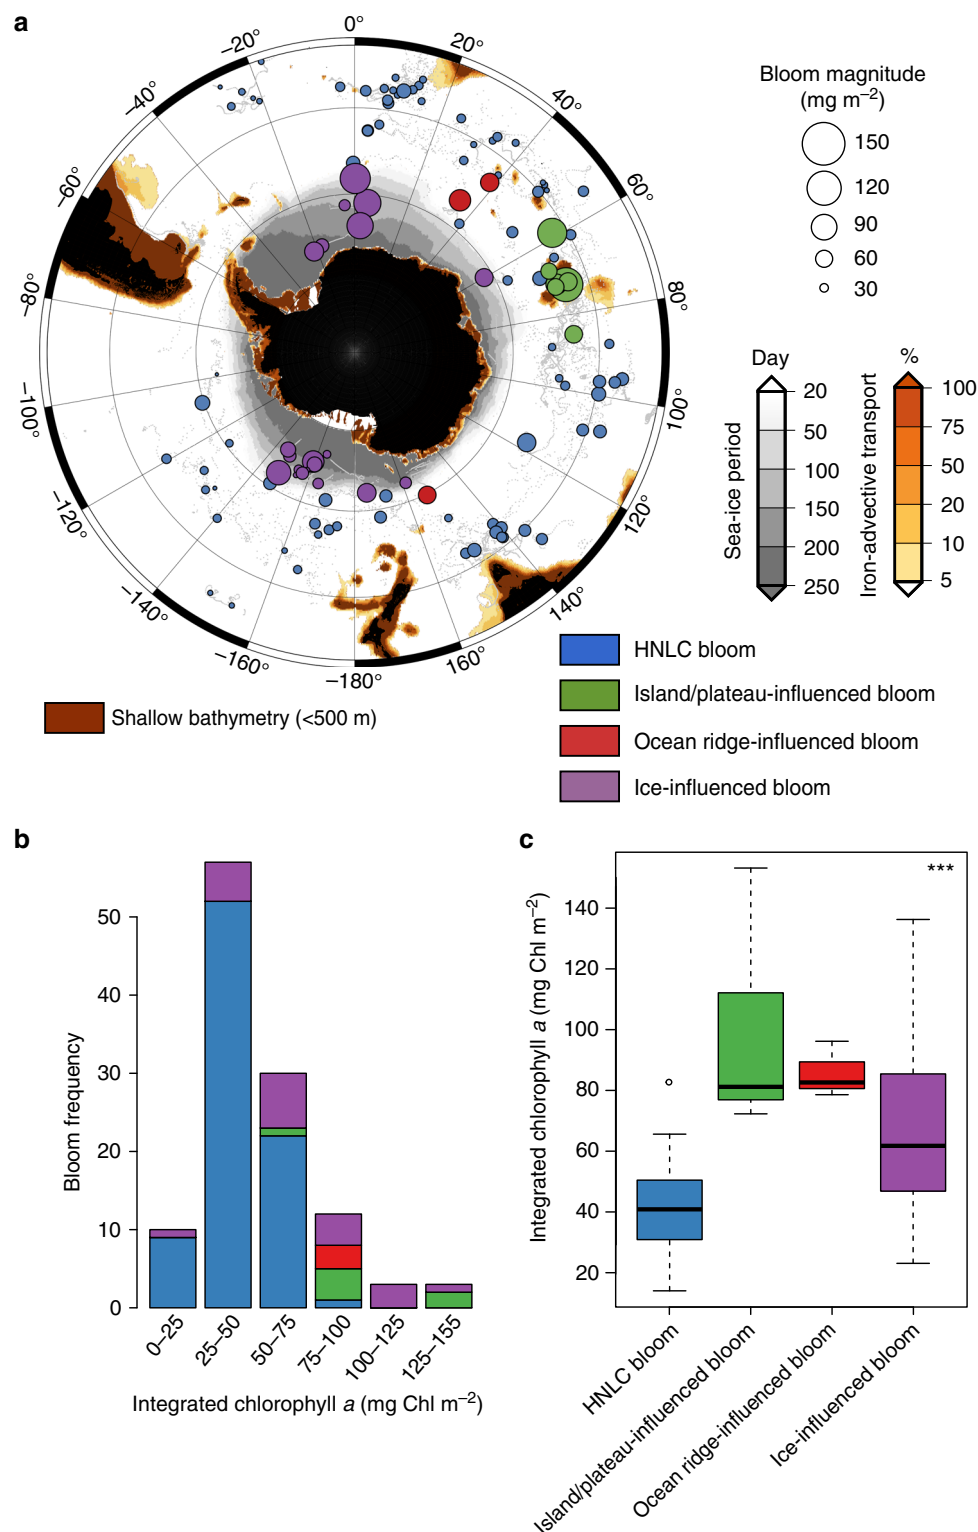 a
0°
20°
40°
60°
80°
100°
120°
140°
160°
−180°
−160°
−140°
−120°
−100°
−80°
−60°
−40°
−20°
Bloom magnitude
(mg m−2)
150
120
90
60
30
Day
Sea-ice period
20
50
100
150
200
250
%
Iron-advective transport
100
75
50
20
10
5
HNLC bloom
Island/plateau-influenced bloom
Ocean ridge-influenced bloom
Ice-influenced bloom
Shallow bathymetry (<500 m)
b
Bloom frequency
50
40
30
20
10
0
0−25
25−50
50−75
75−100
100−125
125−155
Integrated chlorophyll a (mg Chl m−2)
c
***
Integrated chlorophyll a (mg Chl m−2)
140
120
100
80
60
40
20
HNLC bloom
Island/plateau-influenced bloom
Ocean ridge-influenced bloom
Ice-influenced bloom